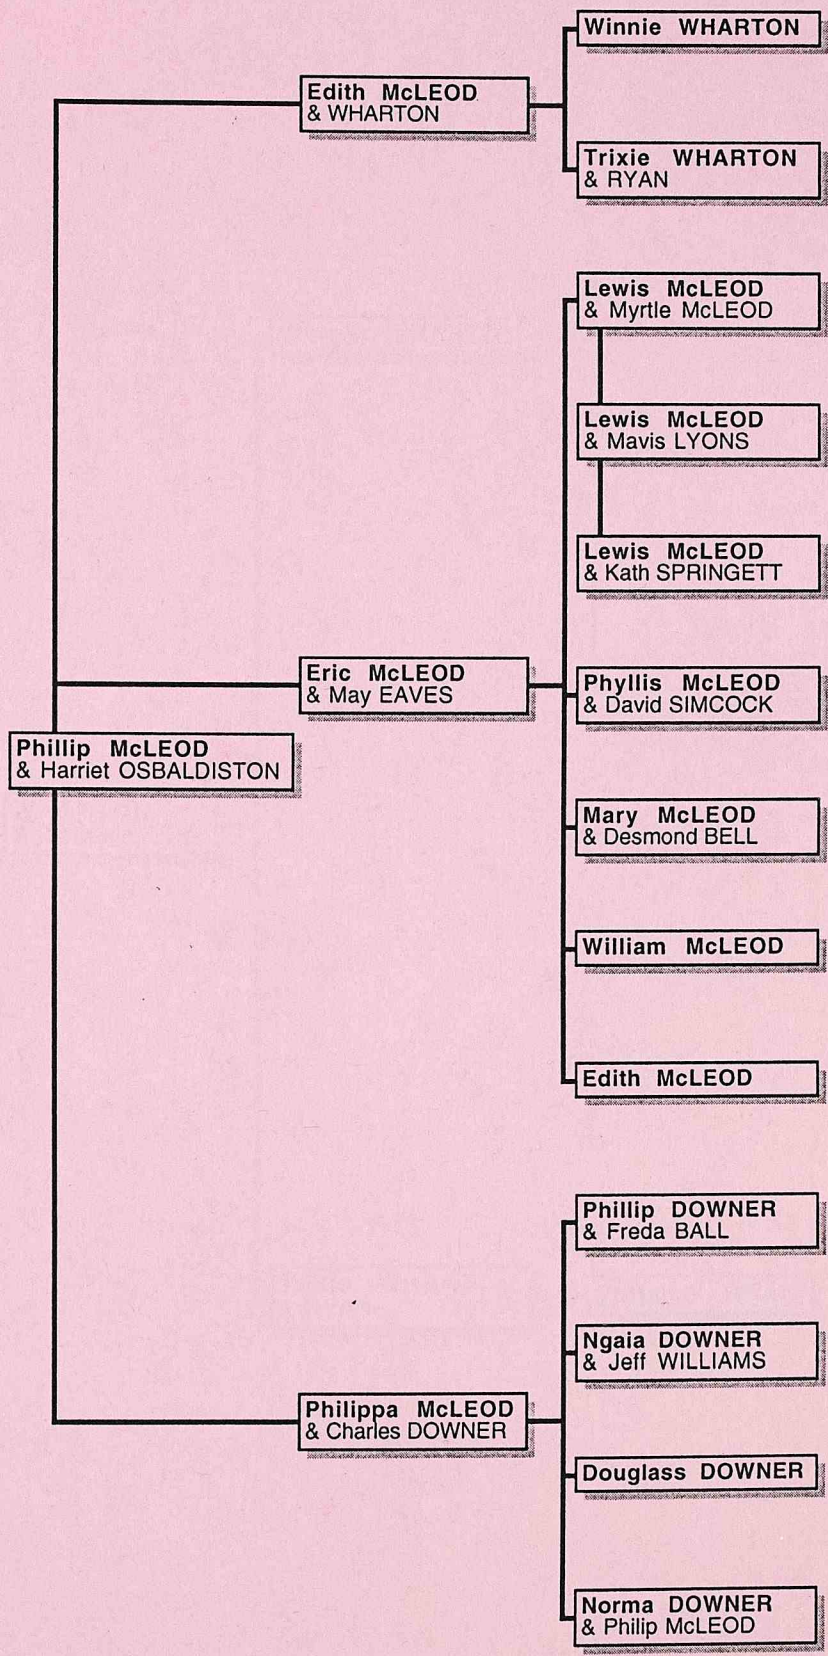 Winnie WHARTON
Edith McLEOD
& WHARTON
Trixie WHARTON
& RYAN
Lewis McLEOD
& Myrtle McLEOD
Lewis McLEOD
& Mavis LYONS
Lewis McLEOD
& Kath SPRINGETT
Eric McLEOD
& May EAVES
Phyllis McLEOD
& David SIMCOCK
Phillip McLEOD
& Harriet OSBALDISTON
Mary McLEOD
& Desmond BELL
William McLEOD
Edith McLEOD
Phillip DOWNER
& Freda BALL
Ngaia DOWNER
& Jeff WILLIAMS
Philippa McLEOD
& Charles DOWNER
Douglass DOWNER
Norma DOWNER
& Philip McLEOD